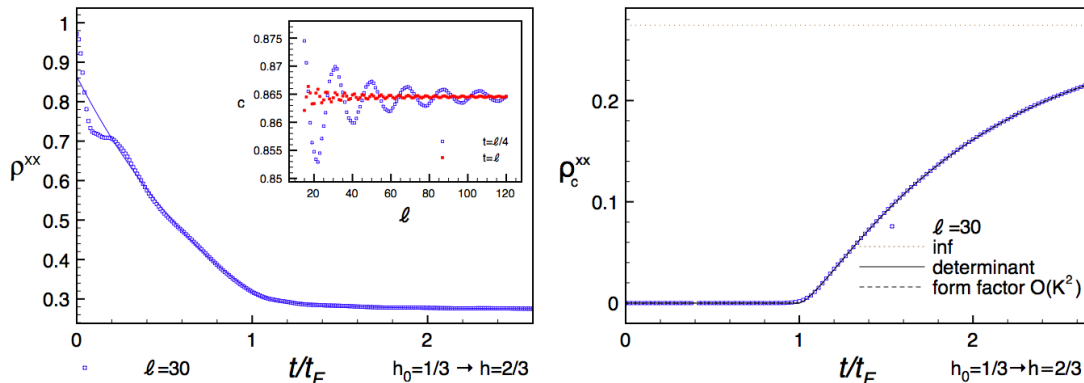 1
0.9
0.8
0.7
0.6
0.5
0.4
0.3
ρ^xx
0
1
2
t/t_F
ℓ=30
h₀=1/3 → h=2/3
0.875
0.87
0.865
0.86
0.855
0.85
c
20
40
60
80
100
120
ℓ
t=ℓ/4
t=ℓ
0.2
0.1
0
ρ_c^xx
ℓ=30
inf
determinant
form factor O(K²)
0
1
2
t/t_F
h₀=1/3→h=2/3